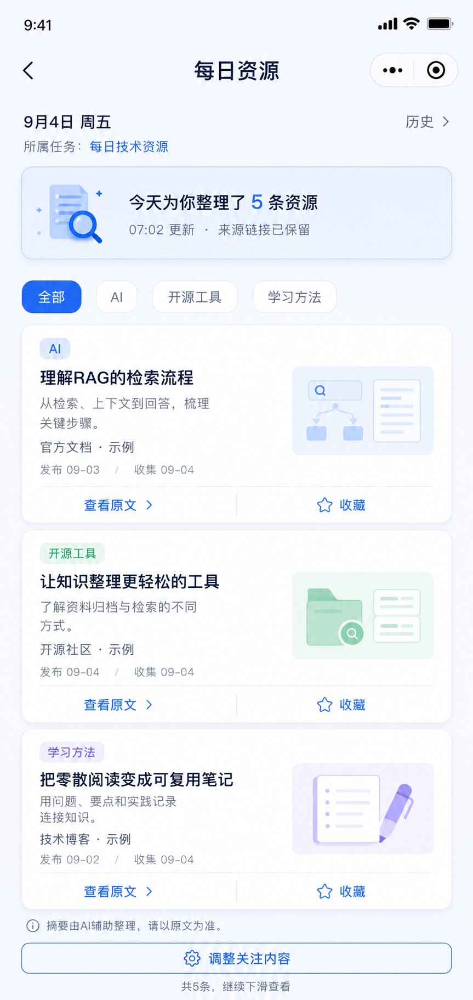 9:41
每日资源
9月4日 周五
历史
所属任务：每日技术资源
今天为你整理了 5 条资源
07:02 更新 · 来源链接已保留
全部
AI
开源工具
学习方法
AI
理解RAG的检索流程
从检索、上下文到回答，梳理
关键步骤。
官方文档 · 示例
发布 09-03 / 收集 09-04
查看原文
收藏
开源工具
让知识整理更轻松的工具
了解资料归档与检索的不同
方式。
开源社区 · 示例
发布 09-04 / 收集 09-04
查看原文
收藏
学习方法
把零散阅读变成可复用笔记
用问题、要点和实践记录
连接知识。
技术博客 · 示例
发布 09-02 / 收集 09-04
查看原文
收藏
摘要由AI辅助整理，请以原文为准。
调整关注内容
共5条，继续下滑查看